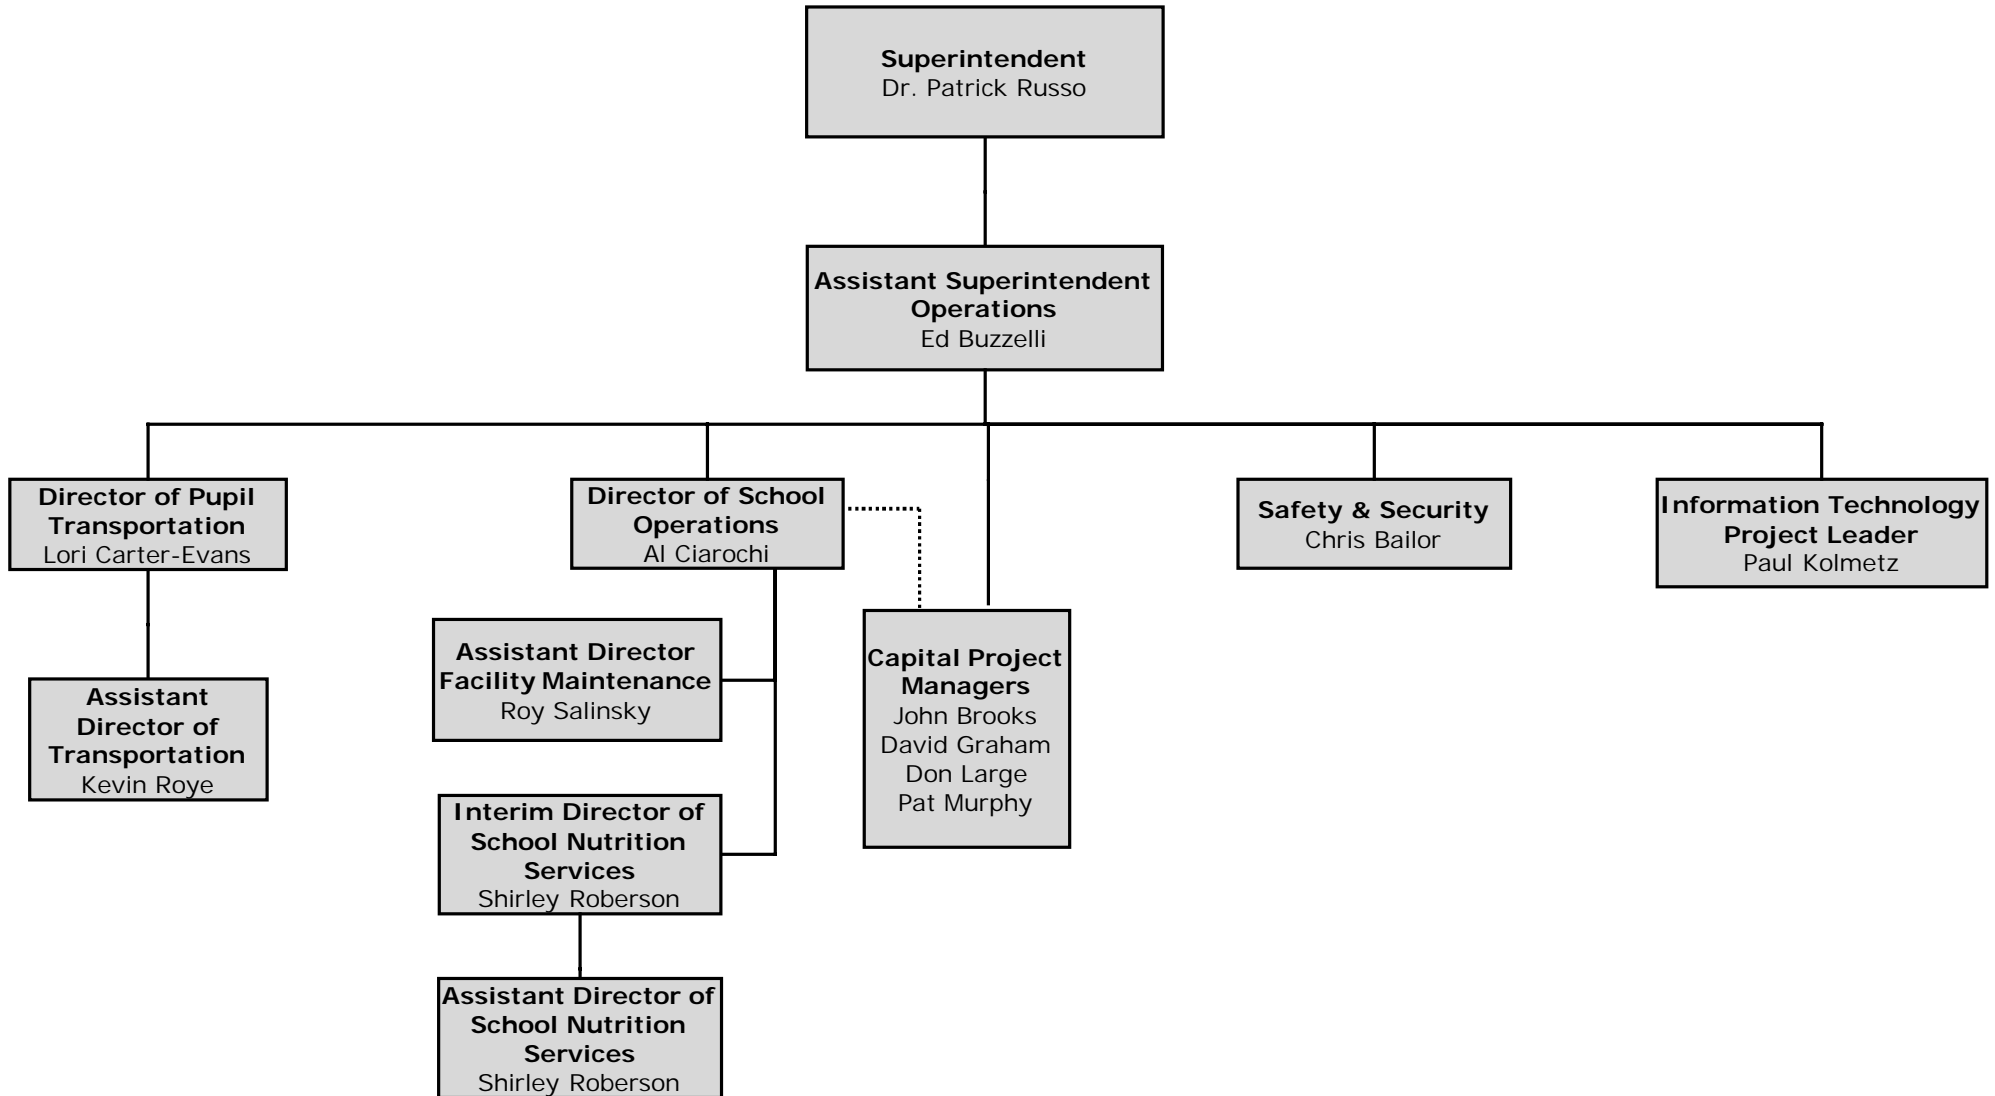 Superintendent
Dr. Patrick Russo
Assistant Superintendent
Operations
Ed Buzzelli
Director of Pupil
Transportation
Lori Carter-Evans
Assistant
Director of
Transportation
Kevin Roye
Director of School
Operations
Al Ciarochi
Assistant Director
Facility Maintenance
Roy Salinsky
Interim Director of
School Nutrition
Services
Shirley Roberson
Assistant Director of
School Nutrition
Services
Shirley Roberson
Capital Project
Managers
John Brooks
David Graham
Don Large
Pat Murphy
Safety & Security
Chris Bailor
Information Technology
Project Leader
Paul Kolmetz